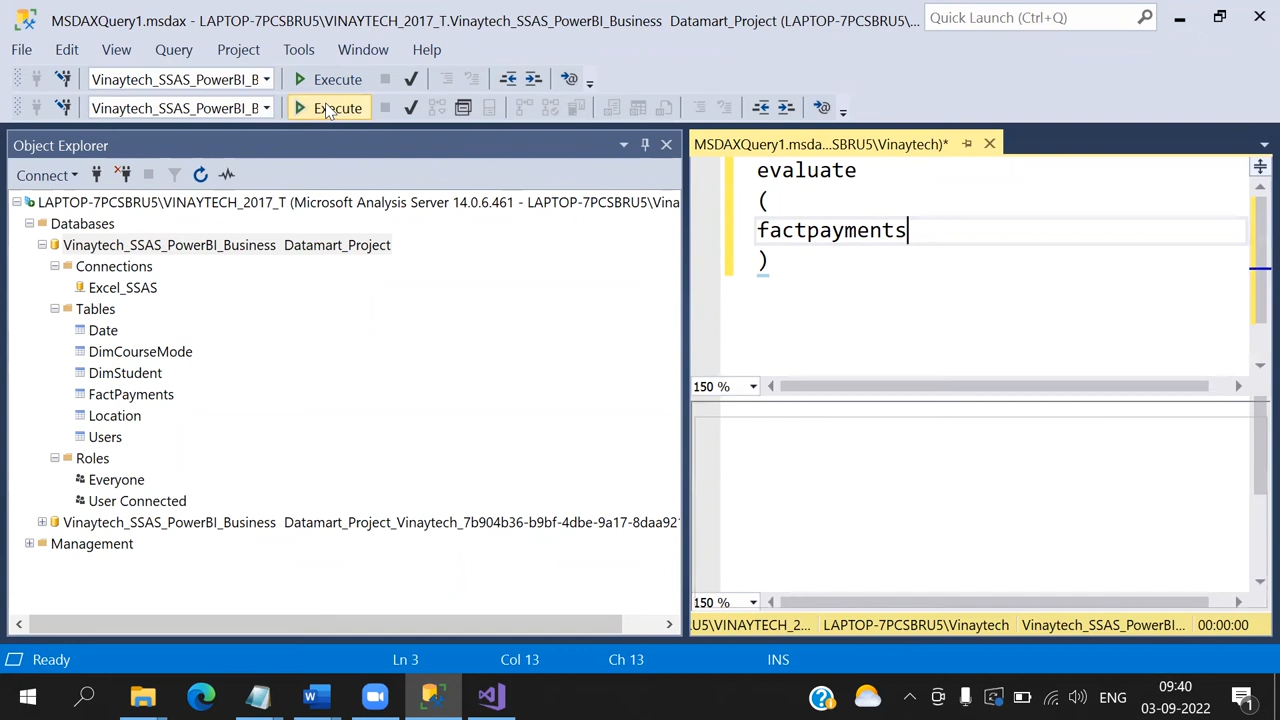 MSDAXQuery1.msdax - LAPTOP-7PCSBRU5\VINAYTECH_2017_T.Vinaytech_SSAS_PowerBI_Business Datamart_Project (LAPTOP-7PCSBRU5\...
Quick Launch (Ctrl+Q)
File Edit View Query Project Tools Window Help
Vinaytech_SSAS_PowerBI_B Execute
Vinaytech_SSAS_PowerBI_B Execute
Object Explorer
MSDAXQuery1.msda...SBRU5\Vinaytech)*
Connect
evaluate
(
factpayments
)
LAPTOP-7PCSBRU5\VINAYTECH_2017_T (Microsoft Analysis Server 14.0.6.461 - LAPTOP-7PCSBRU5\Vina
Databases
Vinaytech_SSAS_PowerBI_Business Datamart_Project
Connections
Excel_SSAS
Tables
Date
DimCourseMode
DimStudent
FactPayments
Location
Users
Roles
Everyone
User Connected
Vinaytech_SSAS_PowerBI_Business Datamart_Project_Vinaytech_7b904b36-b9bf-4dbe-9a17-8daa921
Management
150 %
150 %
.U5\VINAYTECH_2... LAPTOP-7PCSBRU5\Vinaytech Vinaytech_SSAS_PowerBI... 00:00:00
Ready Ln 3 Col 13 Ch 13 INS
ENG
09:40
03-09-2022
1